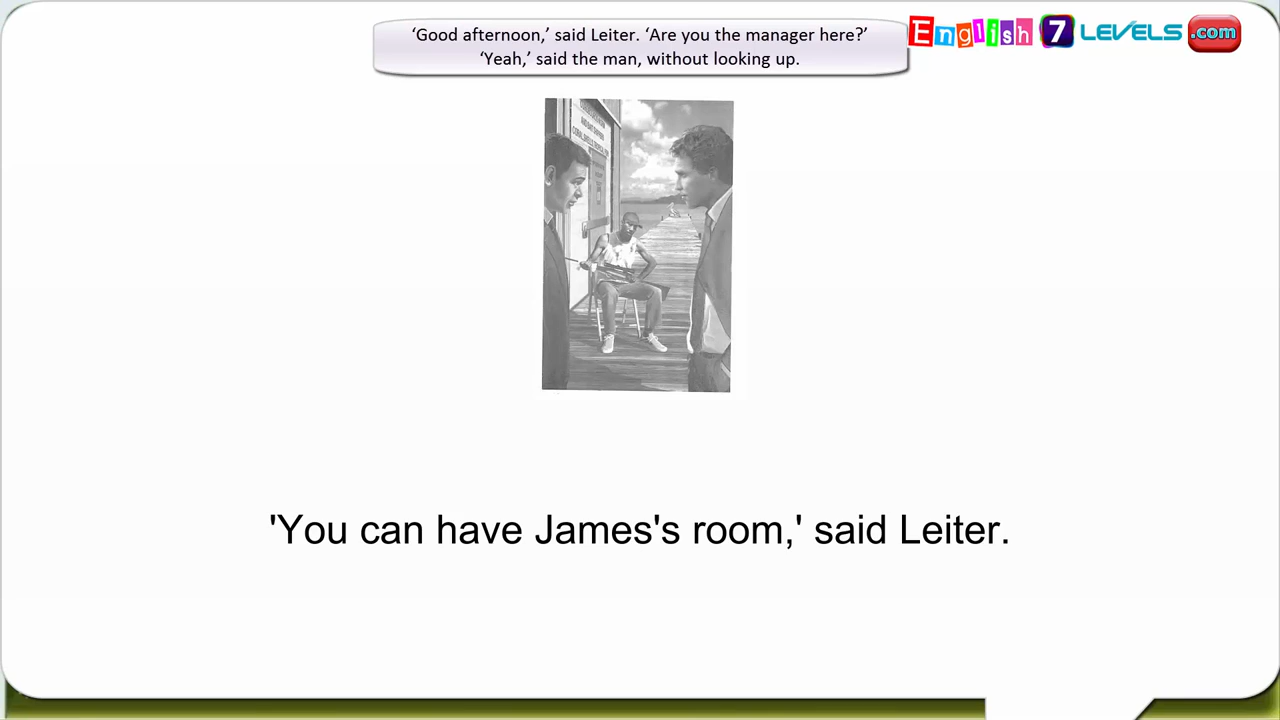 ‘Good afternoon,’ said Leiter. ‘Are you the manager here?’
‘Yeah,’ said the man, without looking up.
English 7 LEVELS .com
'You can have James's room,' said Leiter.